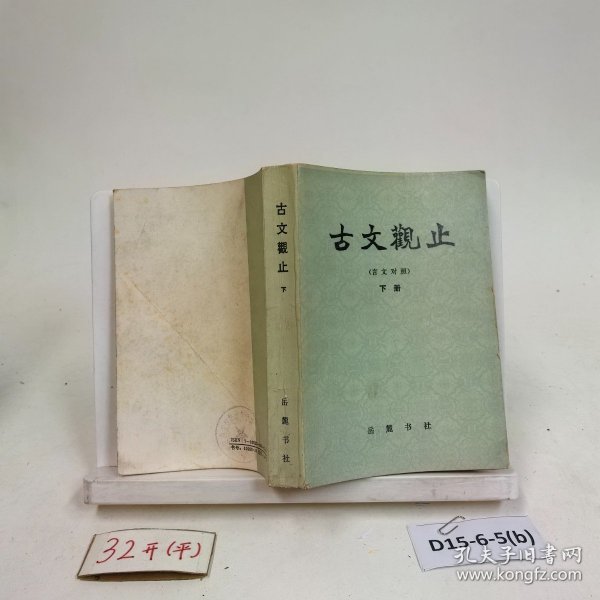 古文觀止
(言文对照)
下册
岳麓书社
古文觀止
下
岳麓书社
32开(平)
D15-6-5(b)
孔夫子旧书网
www.kongfz.com